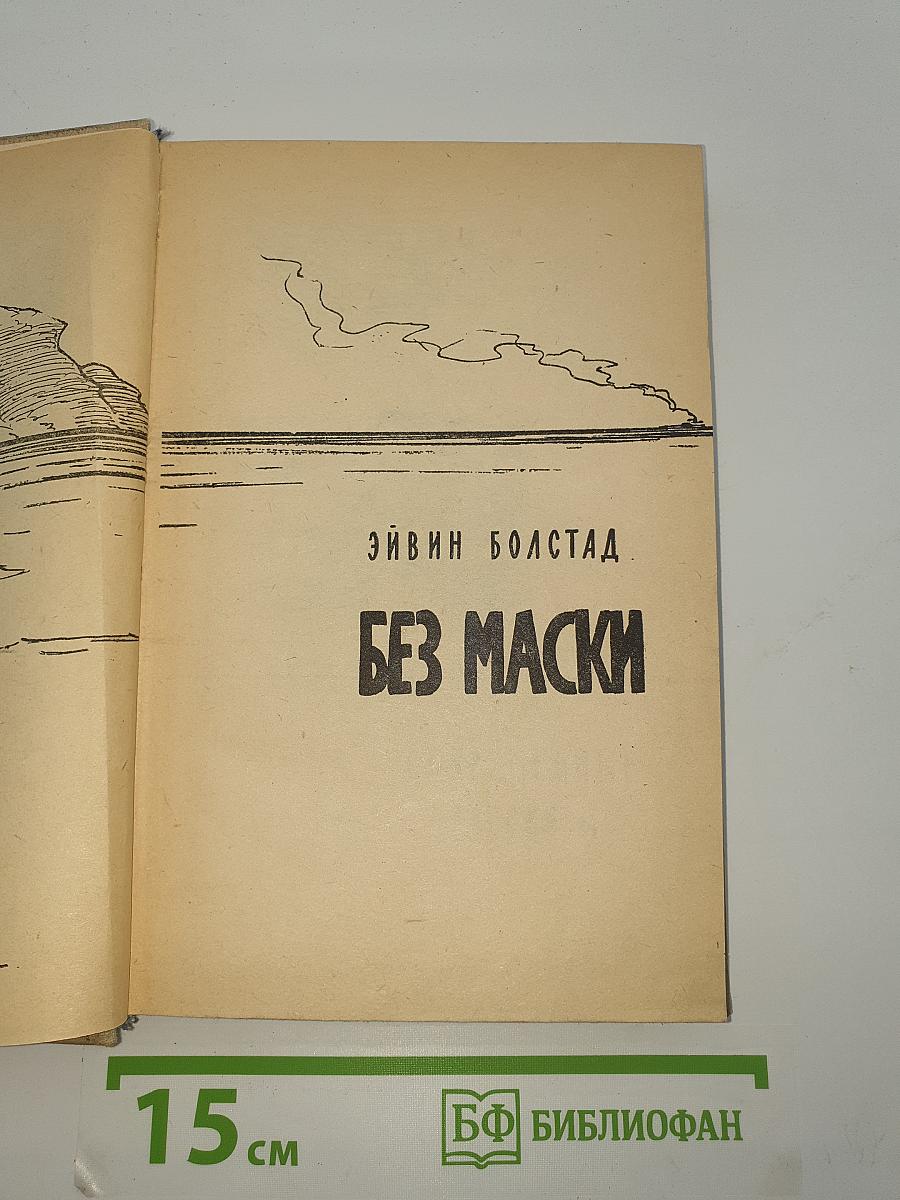 ЭЙВИН БОЛСТАД
БЕЗ МАСКИ
15 см
БФ БИБЛИОФАН